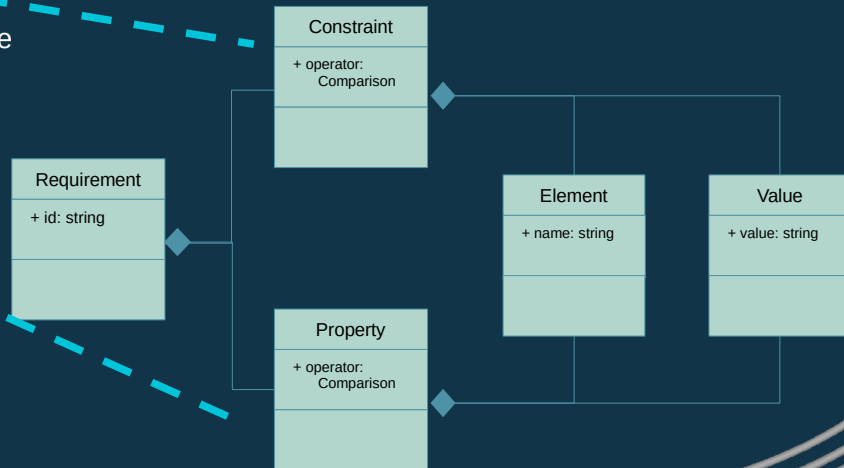 e
Constraint
+ operator:
Comparison
Requirement
+ id: string
Element
+ name: string
Value
+ value: string
Property
+ operator:
Comparison